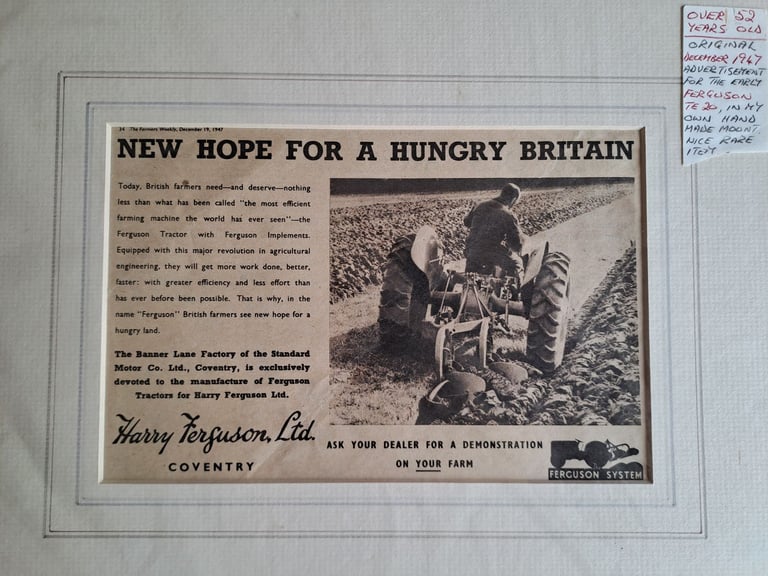 OVER 52
YEARS OLD
ORIGINAL
DECEMBER 1947
ADVERTISEMENT
FOR THE EARLY
FERGUSON
TE 20, IN MY
OWN HAND
MADE MOUNT.
NICE RARE
ITEM.
34 The Farmers Weekly, December 19, 1947
NEW HOPE FOR A HUNGRY BRITAIN
Today, British farmers need—and deserve—nothing
less than what has been called "the most efficient
farming machine the world has ever seen"—the
Ferguson Tractor with Ferguson Implements.
Equipped with this major revolution in agricultural
engineering, they will get more work done, better,
faster: with greater efficiency and less effort than
has ever before been possible. That is why, in the
name "Ferguson" British farmers see new hope for a
hungry land.
The Banner Lane Factory of the Standard
Motor Co. Ltd., Coventry, is exclusively
devoted to the manufacture of Ferguson
Tractors for Harry Ferguson Ltd.
Harry Ferguson, Ltd.
COVENTRY
ASK YOUR DEALER FOR A DEMONSTRATION
ON YOUR FARM
FERGUSON SYSTEM